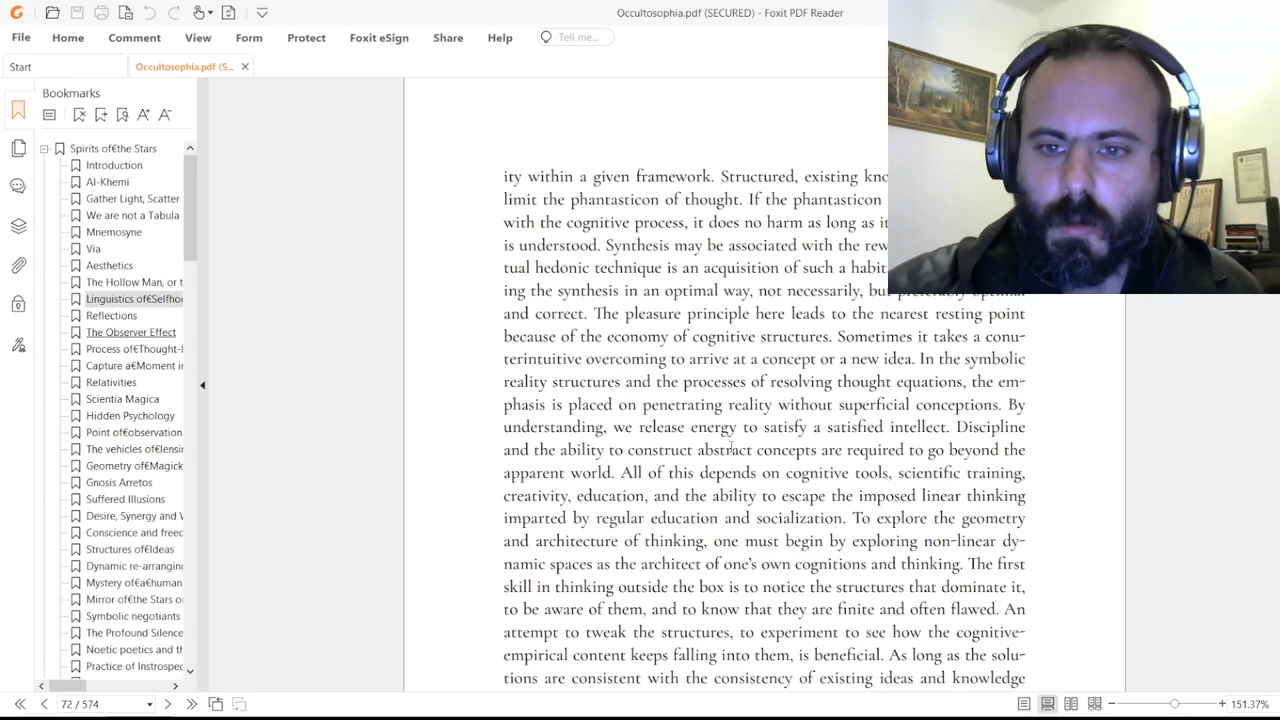 Occultosophia.pdf (SECURED) - Foxit PDF Reader
File Home Comment View Form Protect Foxit eSign Share Help Tell me...
Start Occultosophia.pdf (S...
Bookmarks
Spirits of€the Stars
Introduction
Al-Khemi
Gather Light, Scatter
We are not a Tabula
Mnemosyne
Via
Aesthetics
The Hollow Man, or t
Linguistics of€Selfhoo
Reflections
The Observer Effect
Process of€Thought-l
Capture a€Moment in
Relativities
Scientia Magica
Hidden Psychology
Point of€observation
The vehicles of€lensin
Geometry of€Magick
Gnosis Arretos
Suffered Illusions
Desire, Synergy and W
Conscience and freed
Structures of€Ideas
Dynamic re-arranging
Mystery of€a€human
Mirror of€the Stars or
Symbolic negotiants
The Profound Silence
Noetic poetics and th
Practice of Instrospec
ity within a given framework. Structured, existing kno
limit the phantasticon of thought. If the phantasticon
with the cognitive process, it does no harm as long as it
is understood. Synthesis may be associated with the rew
tual hedonic technique is an acquisition of such a habit
ing the synthesis in an optimal way, not necessarily, but preferably optimal
and correct. The pleasure principle here leads to the nearest resting point
because of the economy of cognitive structures. Sometimes it takes a conu-
terintuitive overcoming to arrive at a concept or a new idea. In the symbolic
reality structures and the processes of resolving thought equations, the em-
phasis is placed on penetrating reality without superficial conceptions. By
understanding, we release energy to satisfy a satisfied intellect. Discipline
and the ability to construct abstract concepts are required to go beyond the
apparent world. All of this depends on cognitive tools, scientific training,
creativity, education, and the ability to escape the imposed linear thinking
imparted by regular education and socialization. To explore the geometry
and architecture of thinking, one must begin by exploring non-linear dy-
namic spaces as the architect of one's own cognitions and thinking. The first
skill in thinking outside the box is to notice the structures that dominate it,
to be aware of them, and to know that they are finite and often flawed. An
attempt to tweak the structures, to experiment to see how the cognitive-
empirical content keeps falling into them, is beneficial. As long as the solu-
tions are consistent with the consistency of existing ideas and knowledge
72 / 574
151.37%